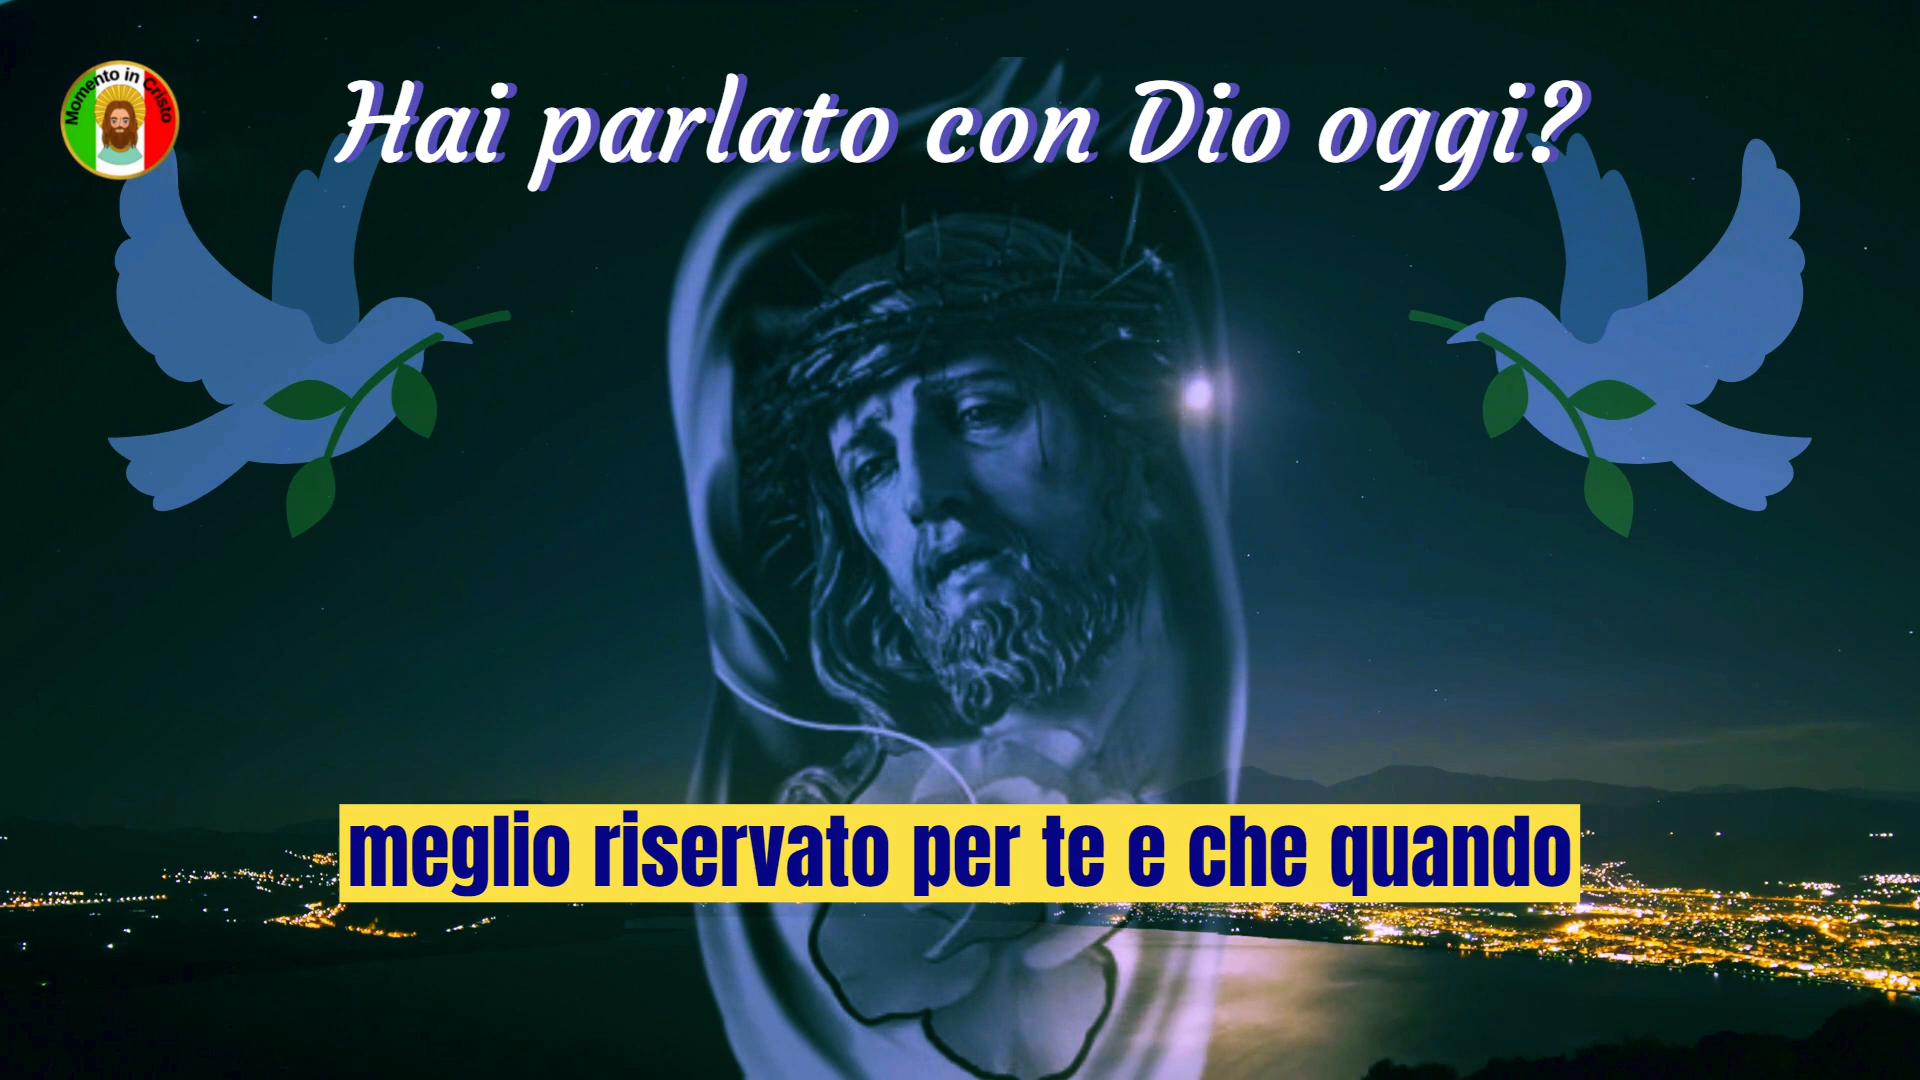 Momento in Cristo
Hai parlato con Dio oggi?
meglio riservato per te e che quando